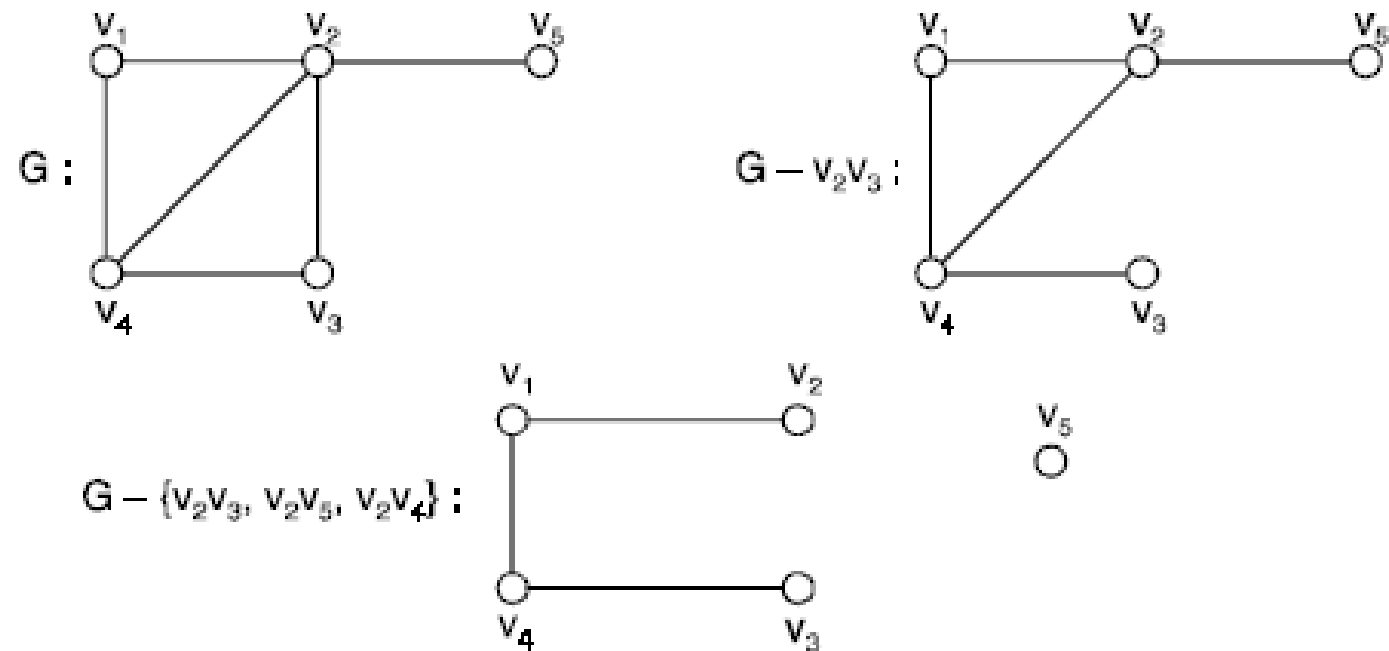 v₁ v₂ v₅
G :
v₄ v₃
v₁ v₂ v₅
G – v₂v₃ :
v₄ v₃
v₁ v₂ v₅
G – {v₂v₃, v₂v₅, v₂v₄} :
v₄ v₃